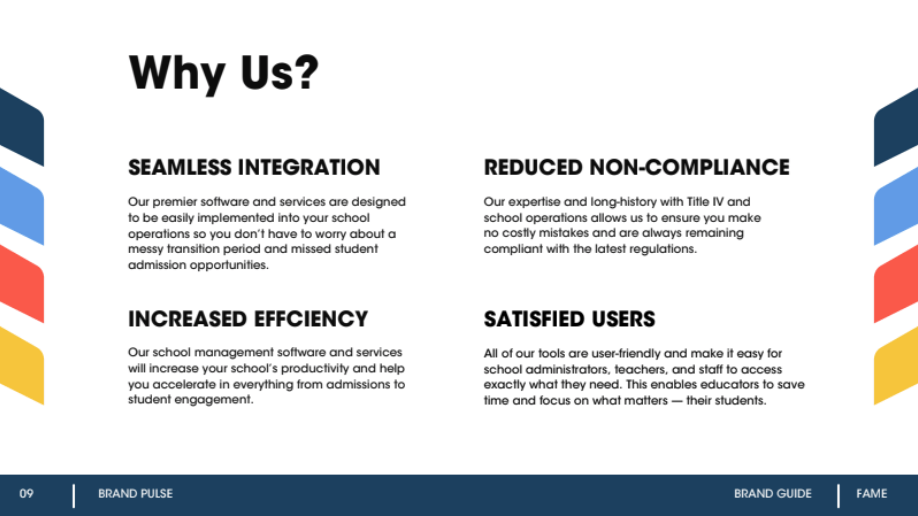 Why Us?
SEAMLESS INTEGRATION
Our premier software and services are designed
to be easily implemented into your school
operations so you don't have to worry about a
messy transition period and missed student
admission opportunities.
REDUCED NON-COMPLIANCE
Our expertise and long-history with Title IV and
school operations allows us to ensure you make
no costly mistakes and are always remaining
compliant with the latest regulations.
INCREASED EFFCIENCY
Our school management software and services
will increase your school's productivity and help
you accelerate in everything from admissions to
student engagement.
SATISFIED USERS
All of our tools are user-friendly and make it easy for
school administrators, teachers, and staff to access
exactly what they need. This enables educators to save
time and focus on what matters — their students.
09
BRAND PULSE
BRAND GUIDE
FAME